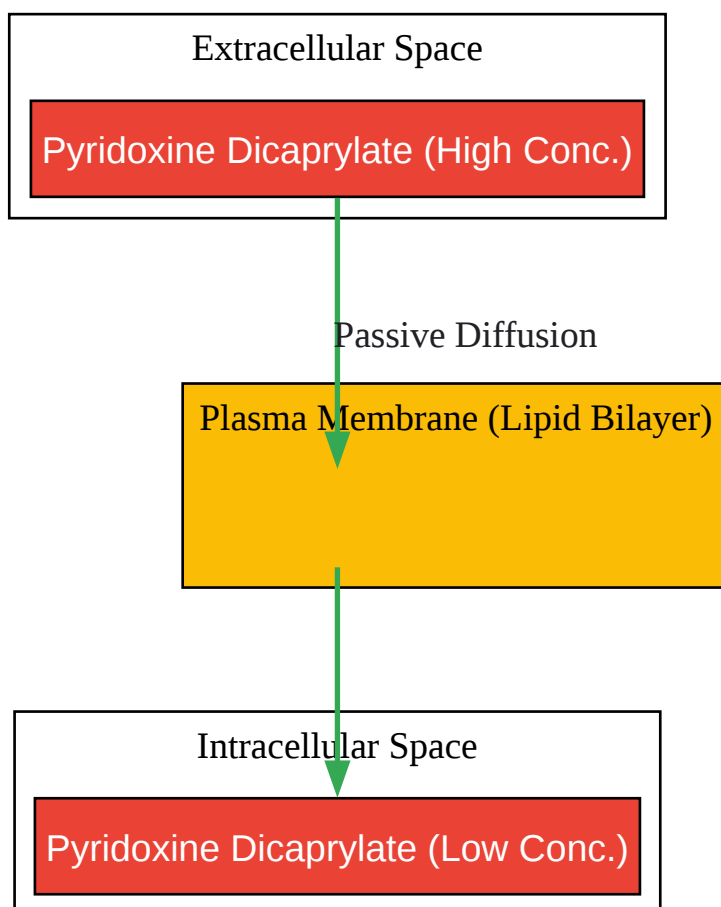 Extracellular Space
Pyridoxine Dicaprylate (High Conc.)
Passive Diffusion
Plasma Membrane (Lipid Bilayer)
Intracellular Space
Pyridoxine Dicaprylate (Low Conc.)